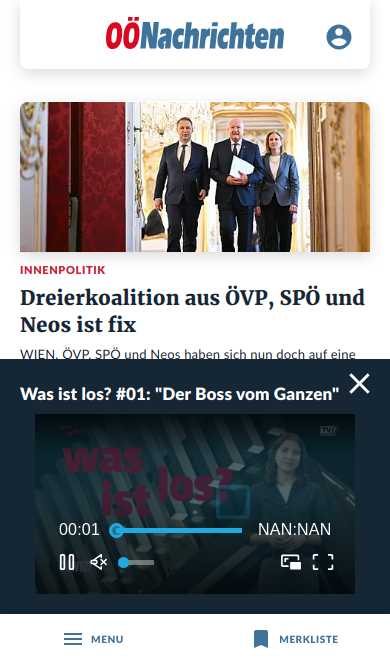 OÖNachrichten
INNENPOLITIK
Dreierkoalition aus ÖVP, SPÖ und
Neos ist fix
WIEN. ÖVP, SPÖ und Neos haben sich nun doch auf eine
Was ist los? #01: "Der Boss vom Ganzen"
was
ist los?
00:01
NAN:NAN
MENU
MERKLISTE